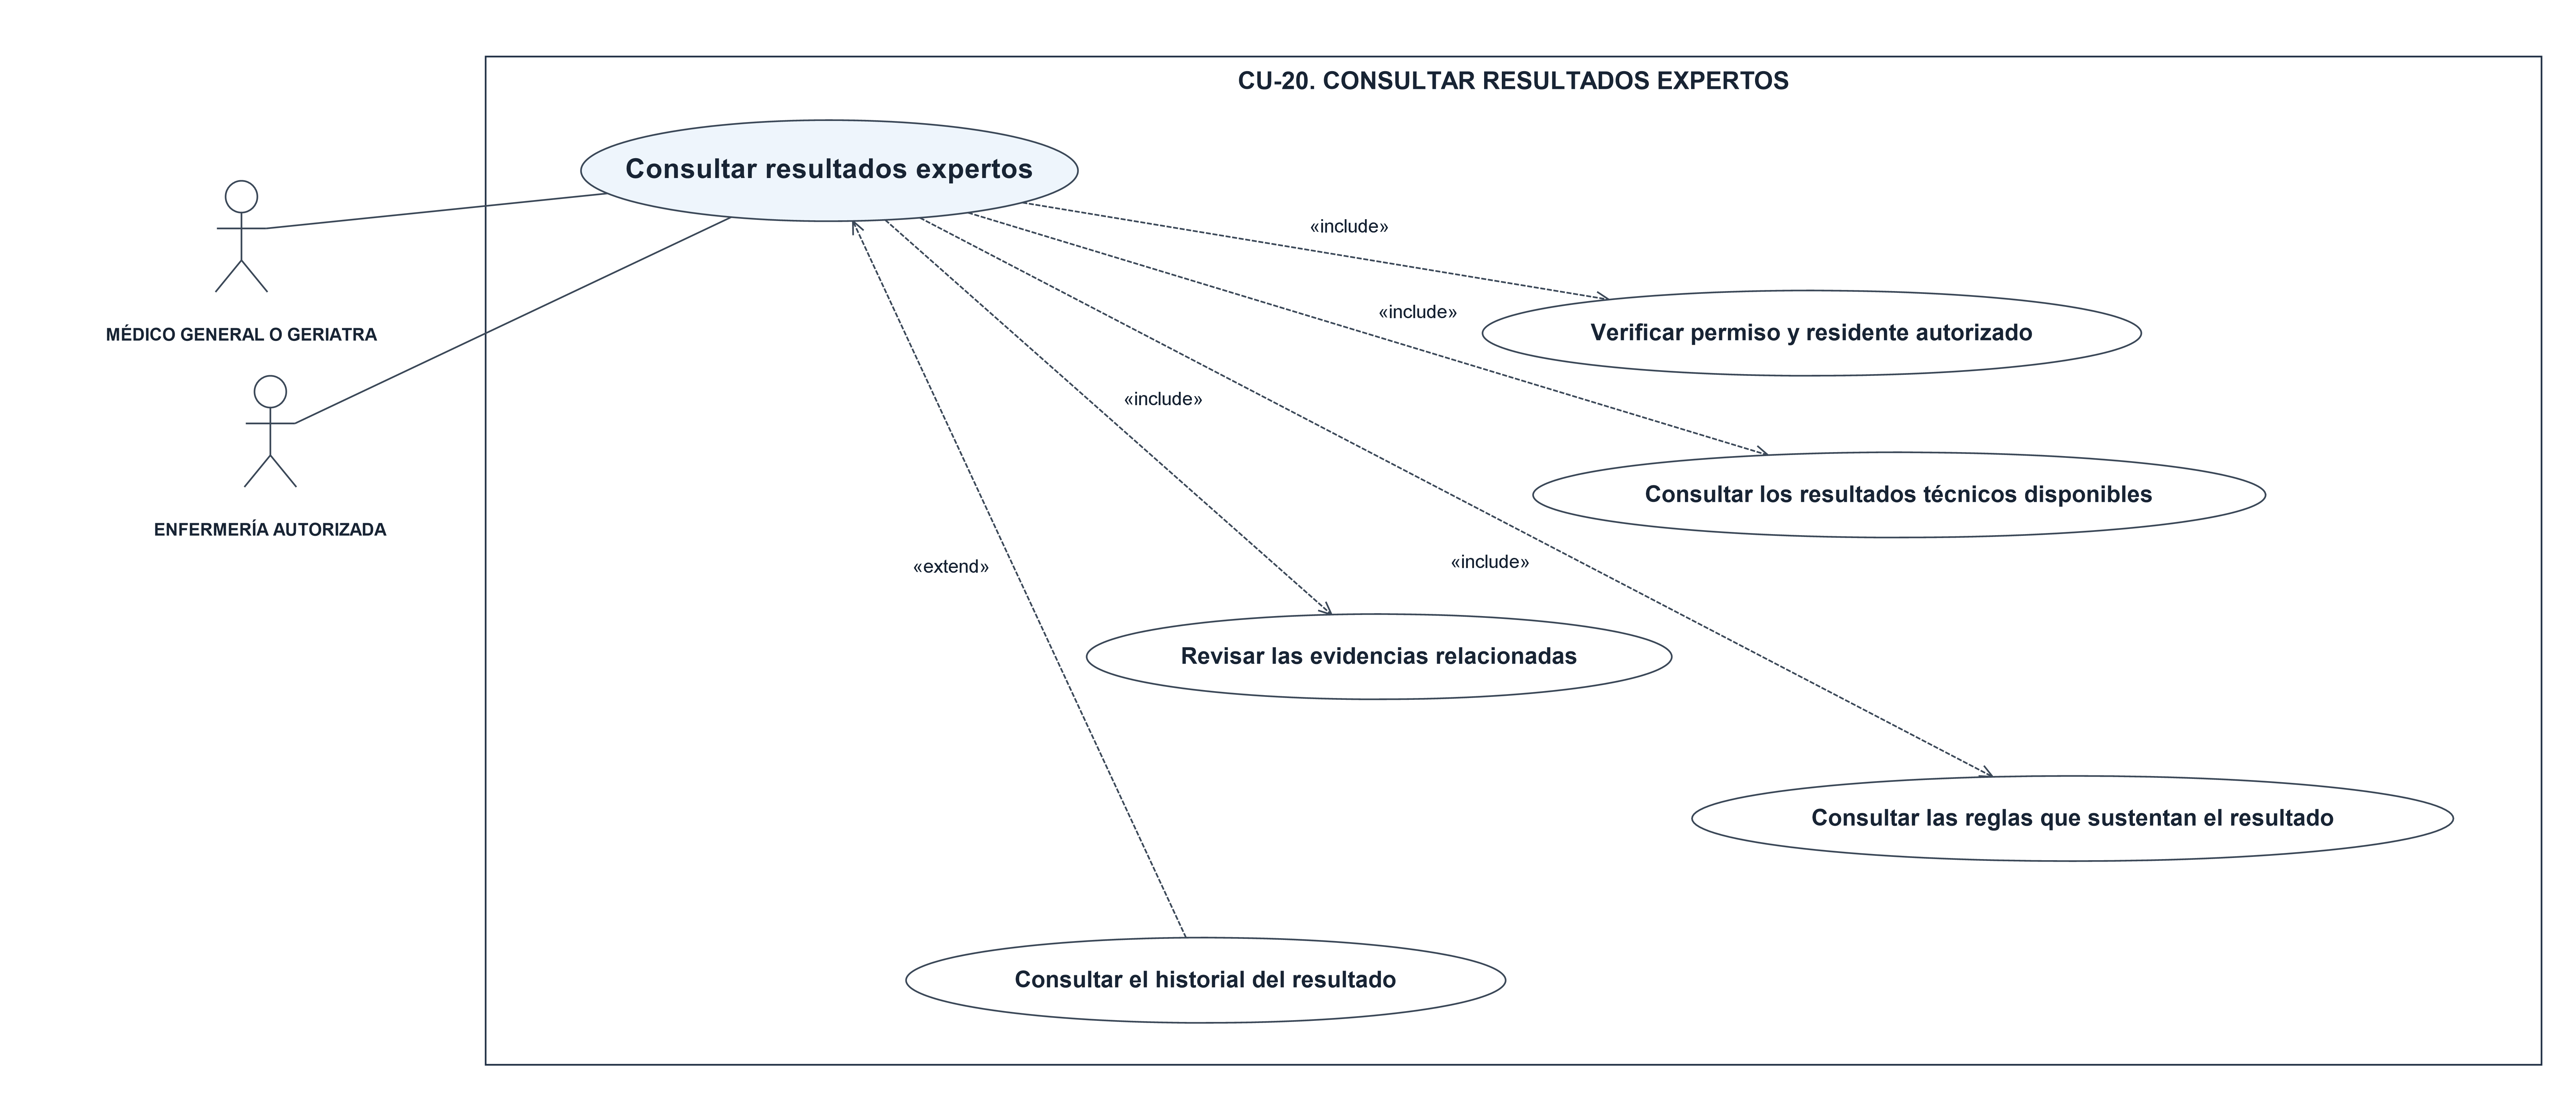 CU-20. CONSULTAR RESULTADOS EXPERTOS
Consultar resultados expertos
MÉDICO GENERAL O GERIATRA
ENFERMERÍA AUTORIZADA
«include»
Verificar permiso y residente autorizado
«include»
Consultar los resultados técnicos disponibles
«include»
Revisar las evidencias relacionadas
«include»
Consultar las reglas que sustentan el resultado
«extend»
Consultar el historial del resultado